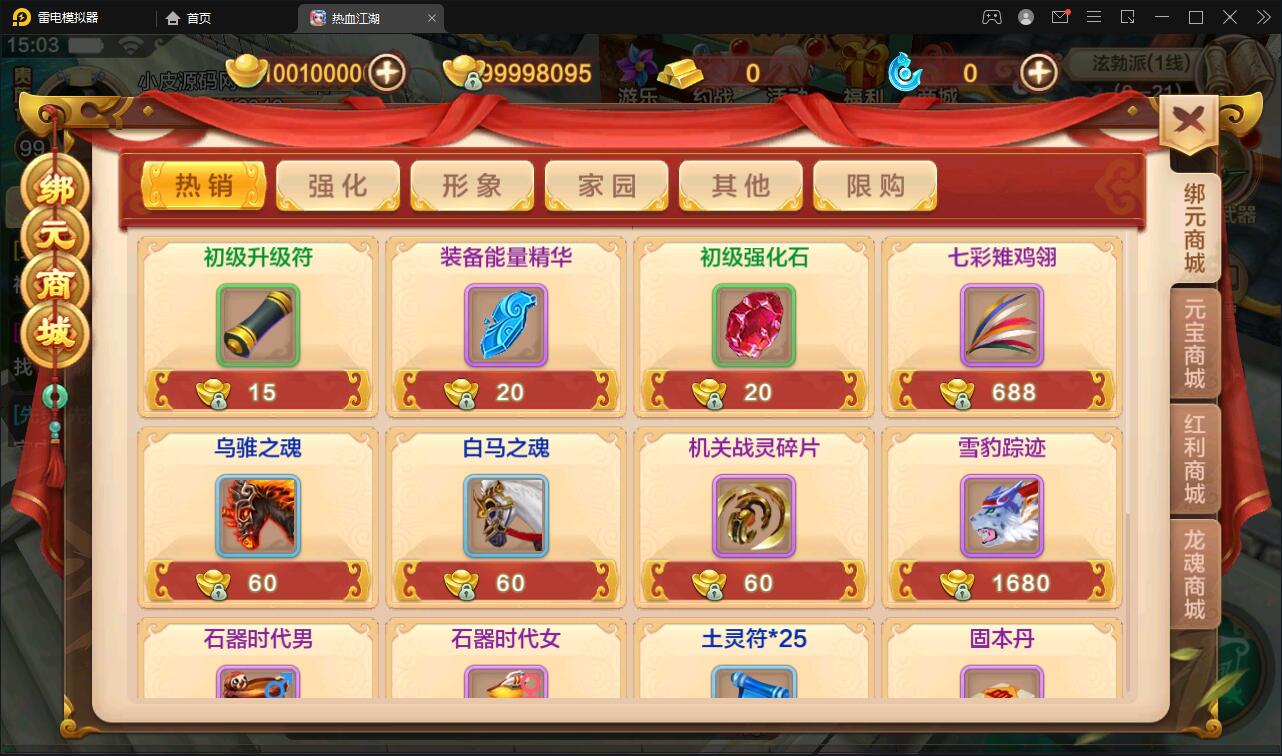 雷电模拟器
首页
热血江湖
15:03
10010000
99998095
0
0
泫勃派(1线)
小皮源码网
游乐
约战
活动
福利
商城
绑元商城
热销
强化
形象
家园
其他
限购
绑元商城
元宝商城
红利商城
龙魂商城
初级升级符
装备能量精华
初级强化石
七彩雉鸡翎
15
20
20
688
乌骓之魂
白马之魂
机关战灵碎片
雪豹踪迹
60
60
60
1680
石器时代男
石器时代女
土灵符*25
固本丹